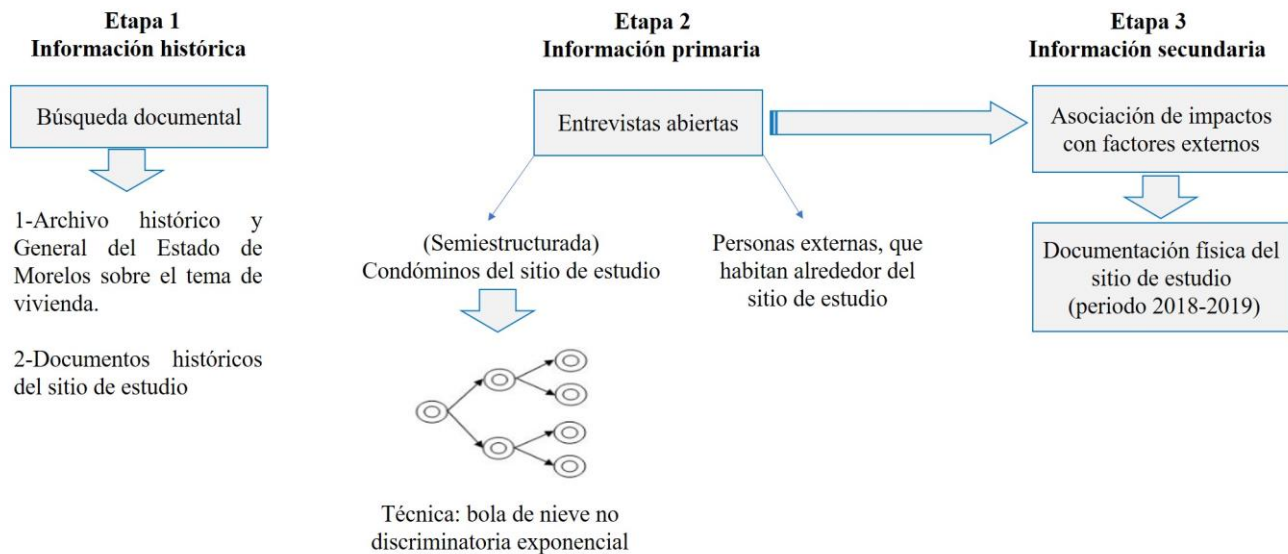 Etapa 1
Información histórica
Búsqueda documental
1-Archivo histórico y
General del Estado de
Morelos sobre el tema de
vivienda.
2-Documentos históricos
del sitio de estudio
Etapa 2
Información primaria
Entrevistas abiertas
(Semiestructurada)
Condóminos del sitio de estudio
Técnica: bola de nieve no
discriminatoria exponencial
Personas externas, que
habitan alrededor del
sitio de estudio
Etapa 3
Información secundaria
Asociación de impactos
con factores externos
Documentación física del
sitio de estudio
(periodo 2018-2019)